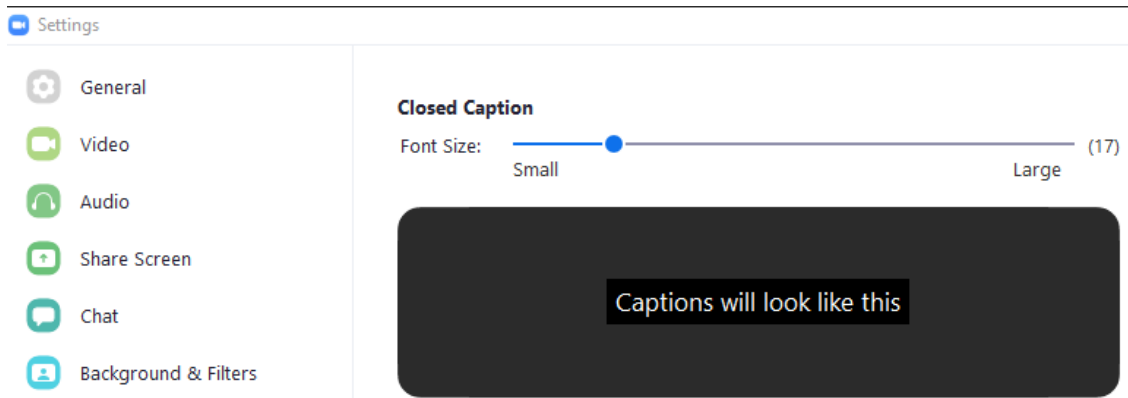 Settings
General
Video
Audio
Share Screen
Chat
Background & Filters
Closed Caption
Font Size: (17)
Small Large
Captions will look like this